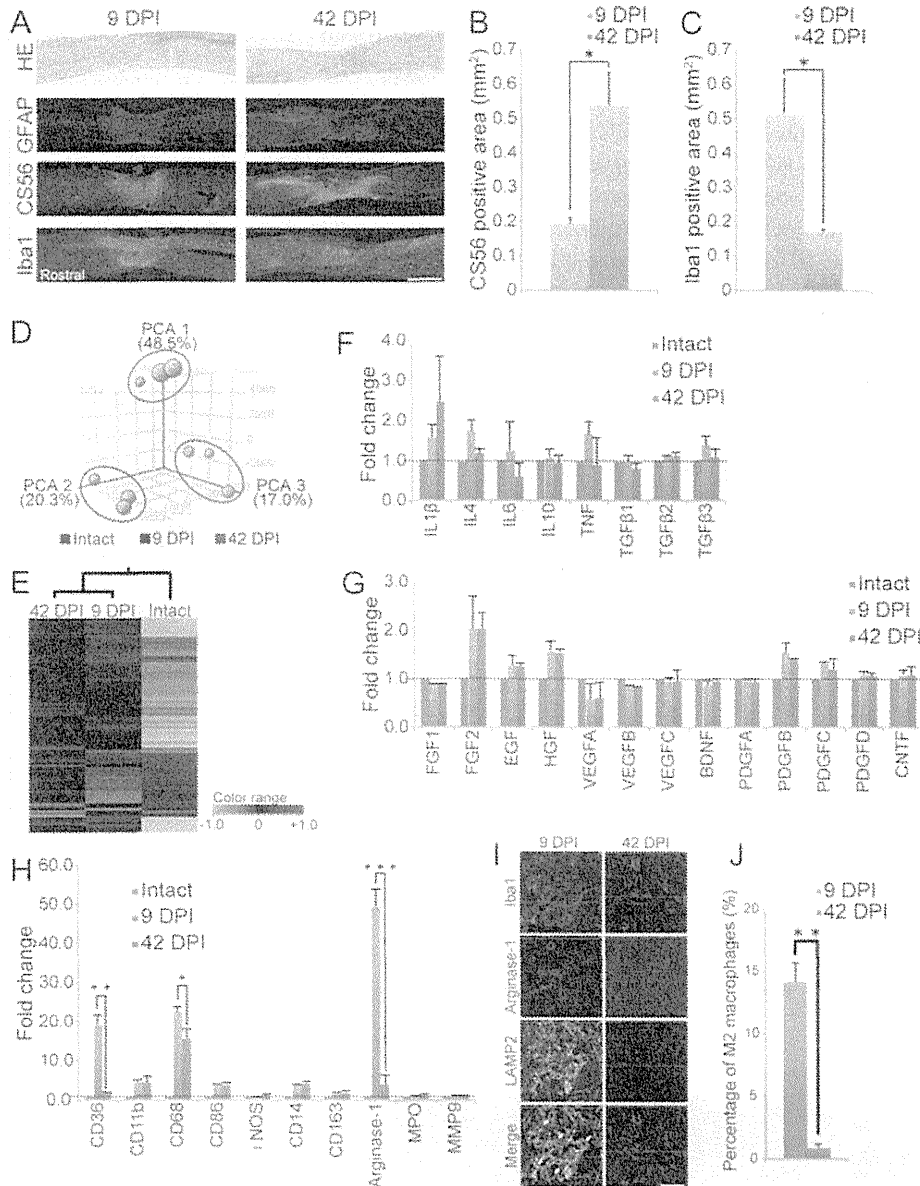 A
9 DPI
42 DPI
HE
GFAP
CS56
Iba1
Rostral
B
9 DPI
42 DPI
CS56 positive area (mm²)
0.7
0.6
0.5
0.4
0.3
0.2
0.1
0
*
C
9 DPI
42 DPI
Iba1 positive area (mm²)
0.7
0.6
0.5
0.4
0.3
0.2
0.1
0
*
D
PCA 1
(48.5%)
PCA 2
(20.3%)
PCA 3
(17.0%)
Intact 9 DPI 42 DPI
E
42 DPI 9 DPI Intact
Color range
-1.0 0 +1.0
F
Fold change
4.0
3.0
2.0
1.0
0.0
Intact
9 DPI
42 DPI
IL1β
IL4
IL6
IL10
TNF
TGFβ1
TGFβ2
TGFβ3
G
Fold change
3.0
2.0
1.0
0.0
Intact
9 DPI
42 DPI
FGF1
FGF2
EGF
HGF
VEGFA
VEGFB
VEGFC
BDNF
PDGFA
PDGFB
PDGFC
PDGFD
CNTF
H
Fold change
60.0
50.0
40.0
30.0
20.0
10.0
0.0
Intact
9 DPI
42 DPI
* *
*
* * *
CD36
CD11b
CD68
CD86
iNOS
CD14
CD163
Arginase-1
MPO
MMP9
I
9 DPI
42 DPI
Iba1
Arginase-1
LAMP2
Merge
J
9 DPI
42 DPI
Percentage of M2 macrophages (%)
20
15
10
5
0
* *